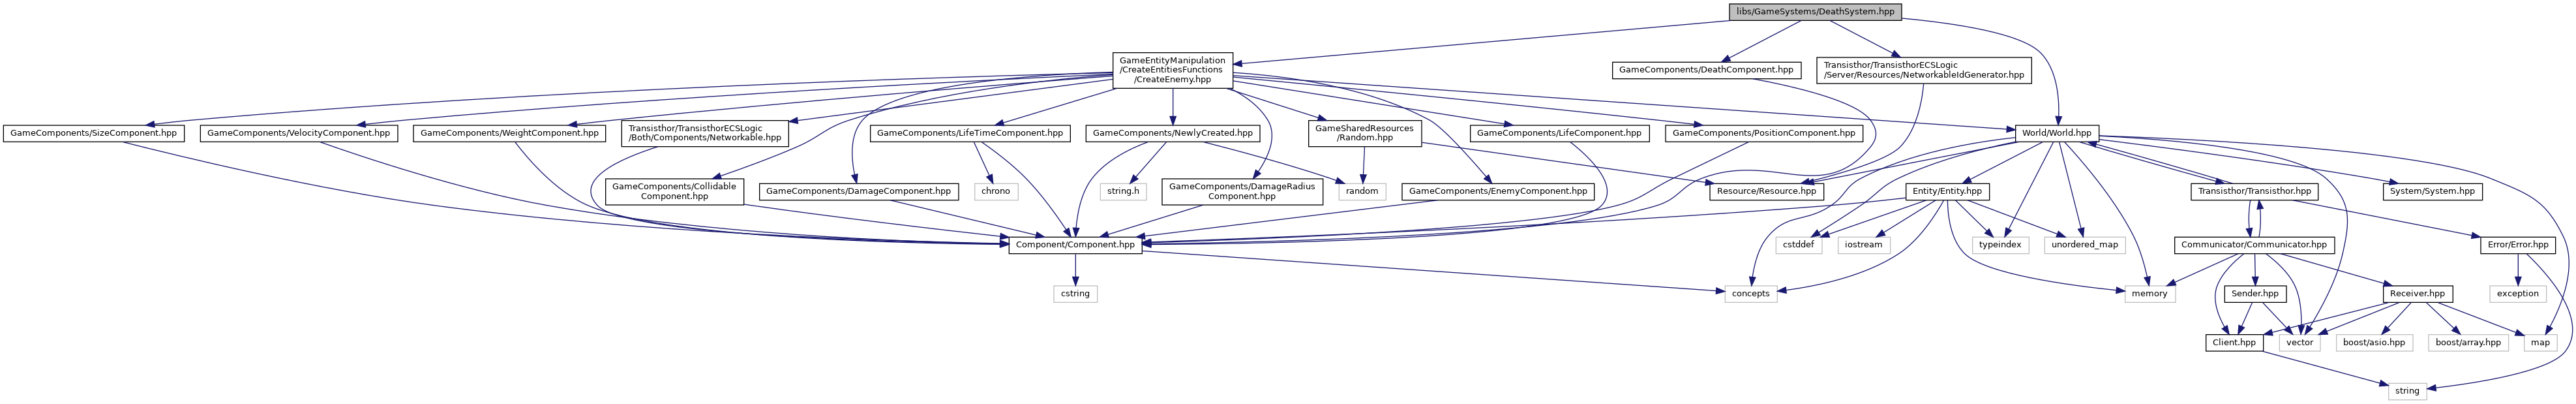 libs/GameSystems/DeathSystem.hpp
GameEntityManipulation
/CreateEntitiesFunctions
/CreateEnemy.hpp
GameComponents/DeathComponent.hpp
Transisthor/TransisthorECSLogic
/Server/Resources/NetworkableIdGenerator.hpp
GameComponents/SizeComponent.hpp
GameComponents/VelocityComponent.hpp
GameComponents/WeightComponent.hpp
Transisthor/TransisthorECSLogic
/Both/Components/Networkable.hpp
GameComponents/LifeTimeComponent.hpp
GameComponents/NewlyCreated.hpp
GameSharedResources
/Random.hpp
GameComponents/LifeComponent.hpp
GameComponents/PositionComponent.hpp
World/World.hpp
GameComponents/Collidable
Component.hpp
GameComponents/DamageComponent.hpp
chrono
string.h
GameComponents/DamageRadius
Component.hpp
random
GameComponents/EnemyComponent.hpp
Resource/Resource.hpp
Entity/Entity.hpp
Transisthor/Transisthor.hpp
System/System.hpp
Component/Component.hpp
cstddef
iostream
typeindex
unordered_map
Communicator/Communicator.hpp
Error/Error.hpp
cstring
concepts
memory
Sender.hpp
Receiver.hpp
exception
Client.hpp
vector
boost/asio.hpp
boost/array.hpp
map
string